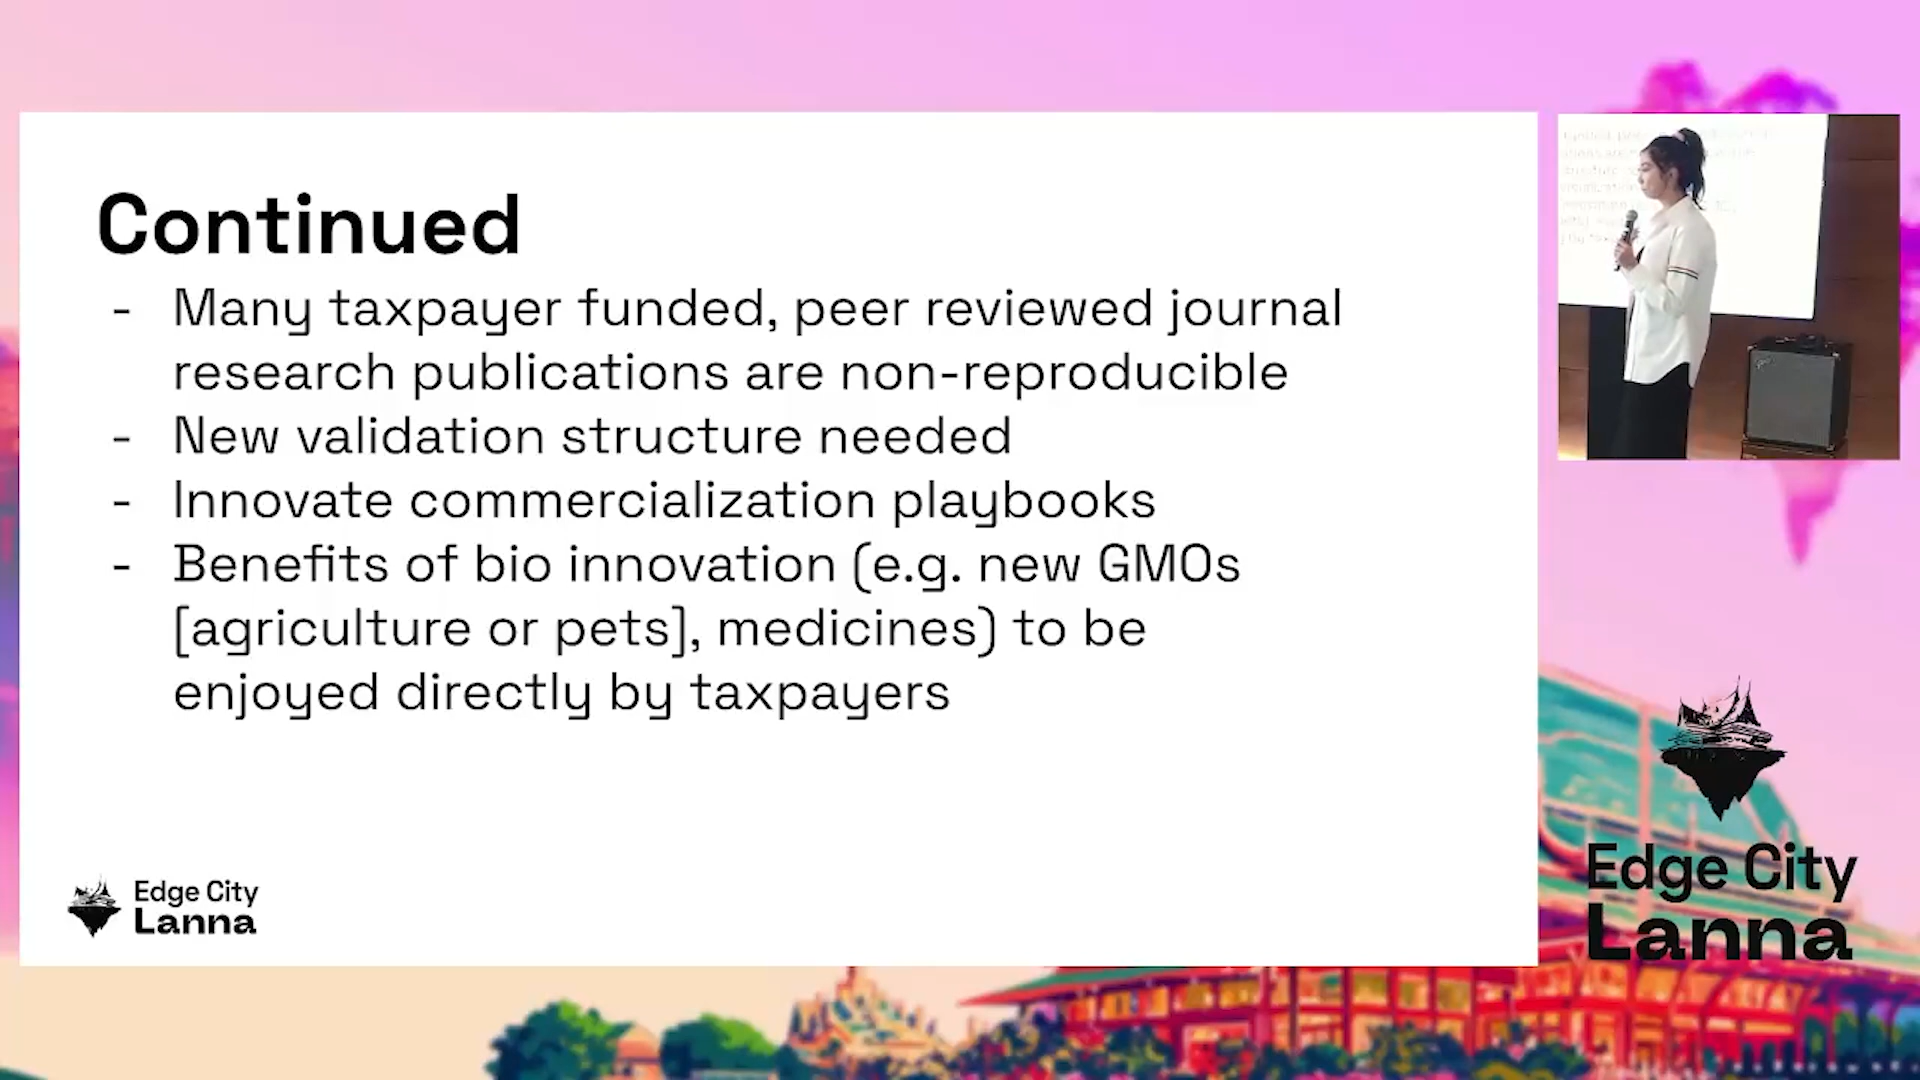 Continued
- Many taxpayer funded, peer reviewed journal
research publications are non-reproducible
- New validation structure needed
- Innovate commercialization playbooks
- Benefits of bio innovation (e.g. new GMOs
[agriculture or pets], medicines) to be
enjoyed directly by taxpayers
Edge City
Lanna
Edge City
Lanna